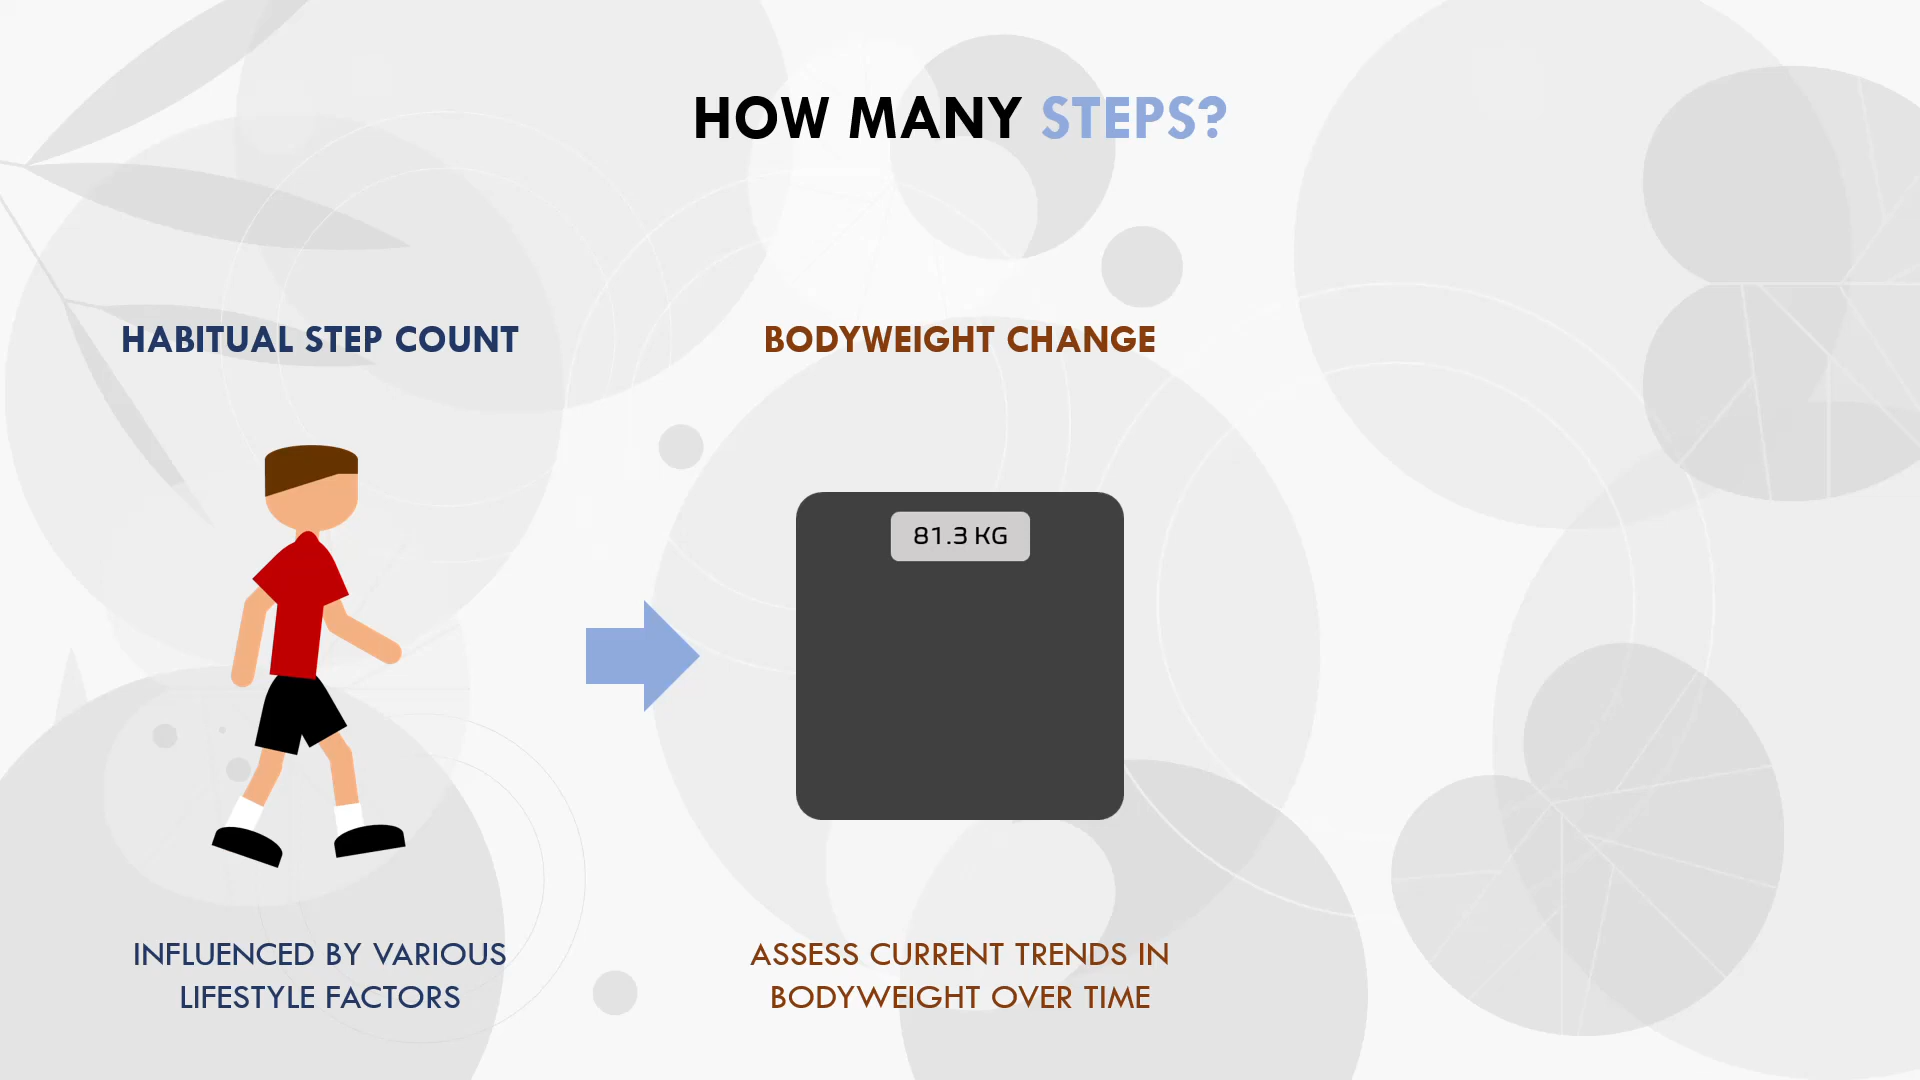 HOW MANY STEPS?
HABITUAL STEP COUNT
BODYWEIGHT CHANGE
81.3 KG
INFLUENCED BY VARIOUS
LIFESTYLE FACTORS
ASSESS CURRENT TRENDS IN
BODYWEIGHT OVER TIME